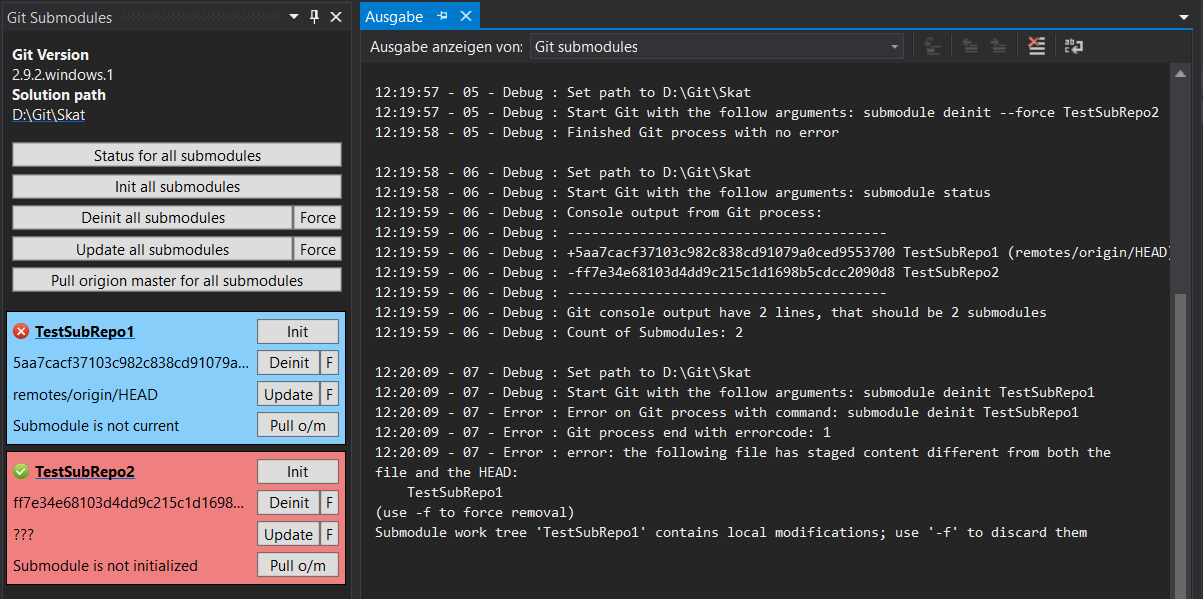 Git Submodules
Git Version
2.9.2.windows.1
Solution path
D:\Git\Skat
Status for all submodules
Init all submodules
Deinit all submodules Force
Update all submodules Force
Pull origion master for all submodules
TestSubRepo1 Init
5aa7cacf37103c982c838cd91079a... Deinit F
remotes/origin/HEAD Update F
Submodule is not current Pull o/m
TestSubRepo2 Init
ff7e34e68103d4dd9c215c1d1698... Deinit F
??? Update F
Submodule is not initialized Pull o/m
Ausgabe
Ausgabe anzeigen von: Git submodules
12:19:57 - 05 - Debug : Set path to D:\Git\Skat
12:19:57 - 05 - Debug : Start Git with the follow arguments: submodule deinit --force TestSubRepo2
12:19:58 - 05 - Debug : Finished Git process with no error
12:19:58 - 06 - Debug : Set path to D:\Git\Skat
12:19:58 - 06 - Debug : Start Git with the follow arguments: submodule status
12:19:59 - 06 - Debug : Console output from Git process:
12:19:59 - 06 - Debug : ----------------------------------------
12:19:59 - 06 - Debug : +5aa7cacf37103c982c838cd91079a0ced9553700 TestSubRepo1 (remotes/origin/HEAD)
12:19:59 - 06 - Debug : -ff7e34e68103d4dd9c215c1d1698b5cdcc2090d8 TestSubRepo2
12:19:59 - 06 - Debug : ----------------------------------------
12:19:59 - 06 - Debug : Git console output have 2 lines, that should be 2 submodules
12:19:59 - 06 - Debug : Count of Submodules: 2
12:20:09 - 07 - Debug : Set path to D:\Git\Skat
12:20:09 - 07 - Debug : Start Git with the follow arguments: submodule deinit TestSubRepo1
12:20:09 - 07 - Error : Error on Git process with command: submodule deinit TestSubRepo1
12:20:09 - 07 - Error : Git process end with errorcode: 1
12:20:09 - 07 - Error : error: the following file has staged content different from both the
file and the HEAD:
TestSubRepo1
(use -f to force removal)
Submodule work tree 'TestSubRepo1' contains local modifications; use '-f' to discard them